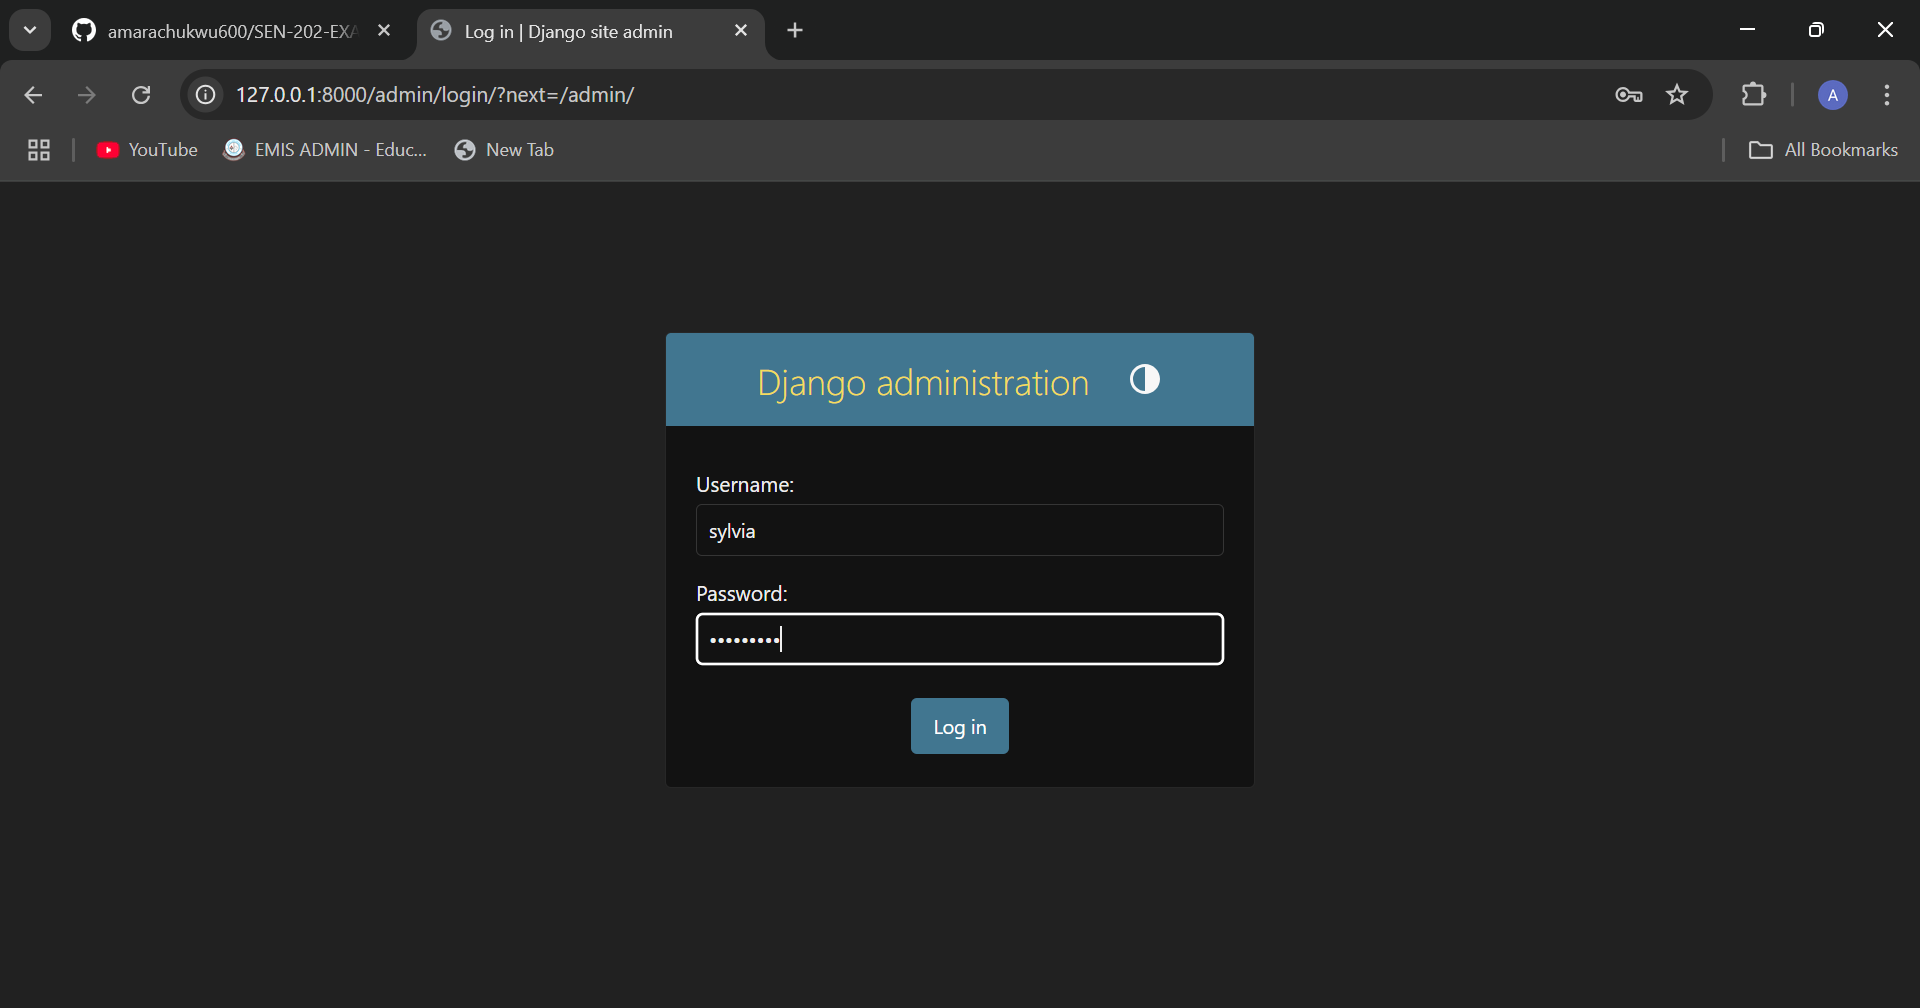 amarachukwu600/SEN-202-EXA
Log in | Django site admin
127.0.0.1:8000/admin/login/?next=/admin/
A
YouTube
EMIS ADMIN - Educ...
New Tab
All Bookmarks
Django administration
Username:
sylvia
Password:
•••••••••
Log in